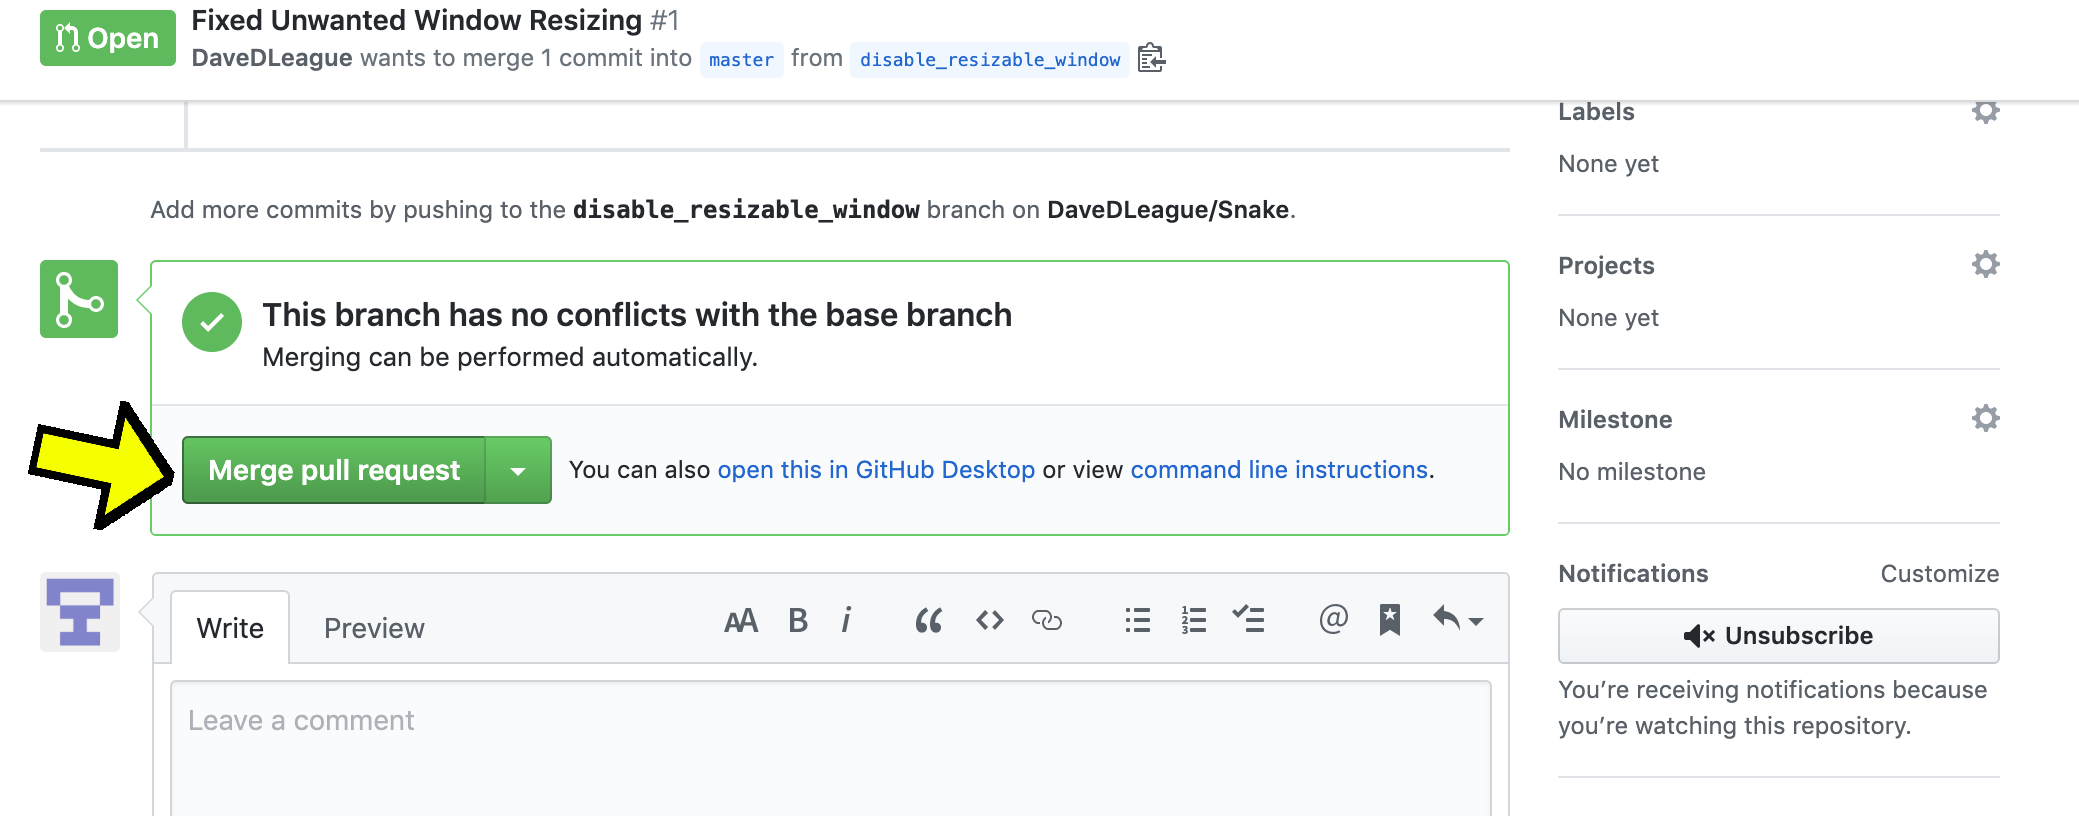 Open
Fixed Unwanted Window Resizing #1
DaveDLeague wants to merge 1 commit into master from disable_resizable_window
Add more commits by pushing to the disable_resizable_window branch on DaveDLeague/Snake.
This branch has no conflicts with the base branch
Merging can be performed automatically.
Merge pull request
You can also open this in GitHub Desktop or view command line instructions.
Write Preview AA B i “ <> 1 2 3 @
Leave a comment
Labels
None yet
Projects
None yet
Milestone
No milestone
Notifications Customize
Unsubscribe
You’re receiving notifications because
you’re watching this repository.